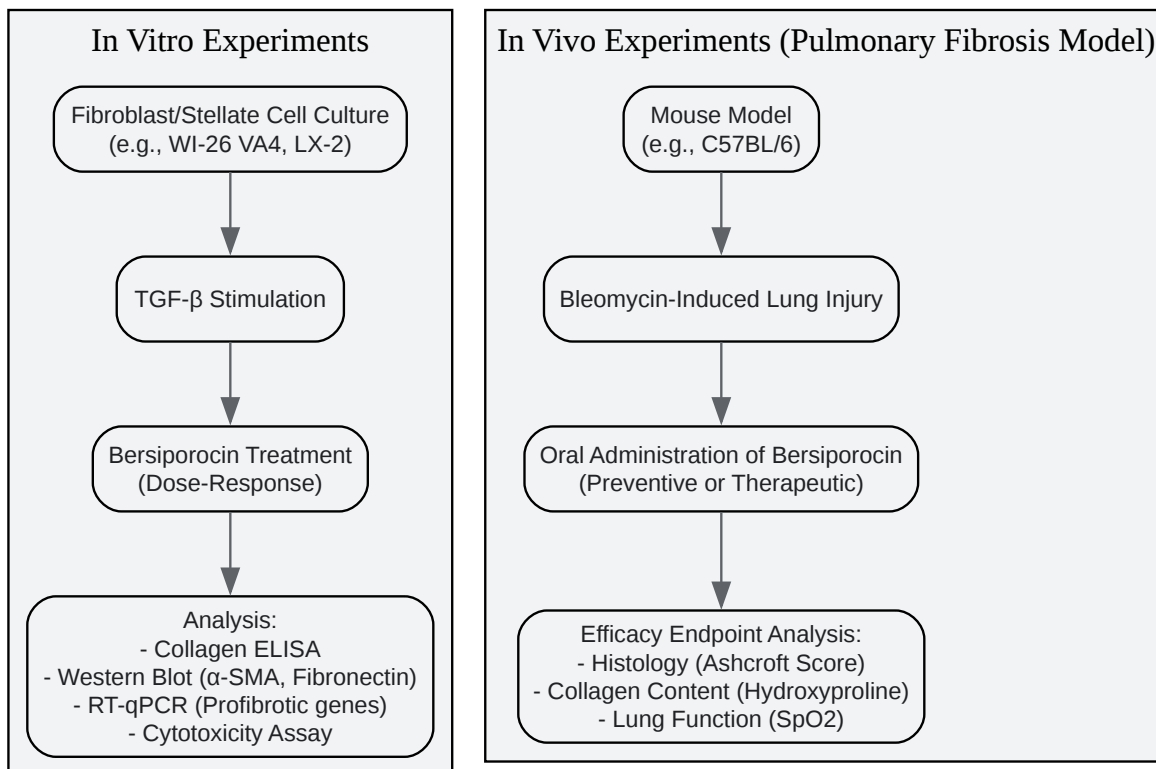 In Vitro Experiments
Fibroblast/Stellate Cell Culture
(e.g., WI-26 VA4, LX-2)
TGF-β Stimulation
Bersiporocin Treatment
(Dose-Response)
Analysis:
- Collagen ELISA
- Western Blot (α-SMA, Fibronectin)
- RT-qPCR (Profibrotic genes)
- Cytotoxicity Assay
In Vivo Experiments (Pulmonary Fibrosis Model)
Mouse Model
(e.g., C57BL/6)
Bleomycin-Induced Lung Injury
Oral Administration of Bersiporocin
(Preventive or Therapeutic)
Efficacy Endpoint Analysis:
- Histology (Ashcroft Score)
- Collagen Content (Hydroxyproline)
- Lung Function (SpO2)